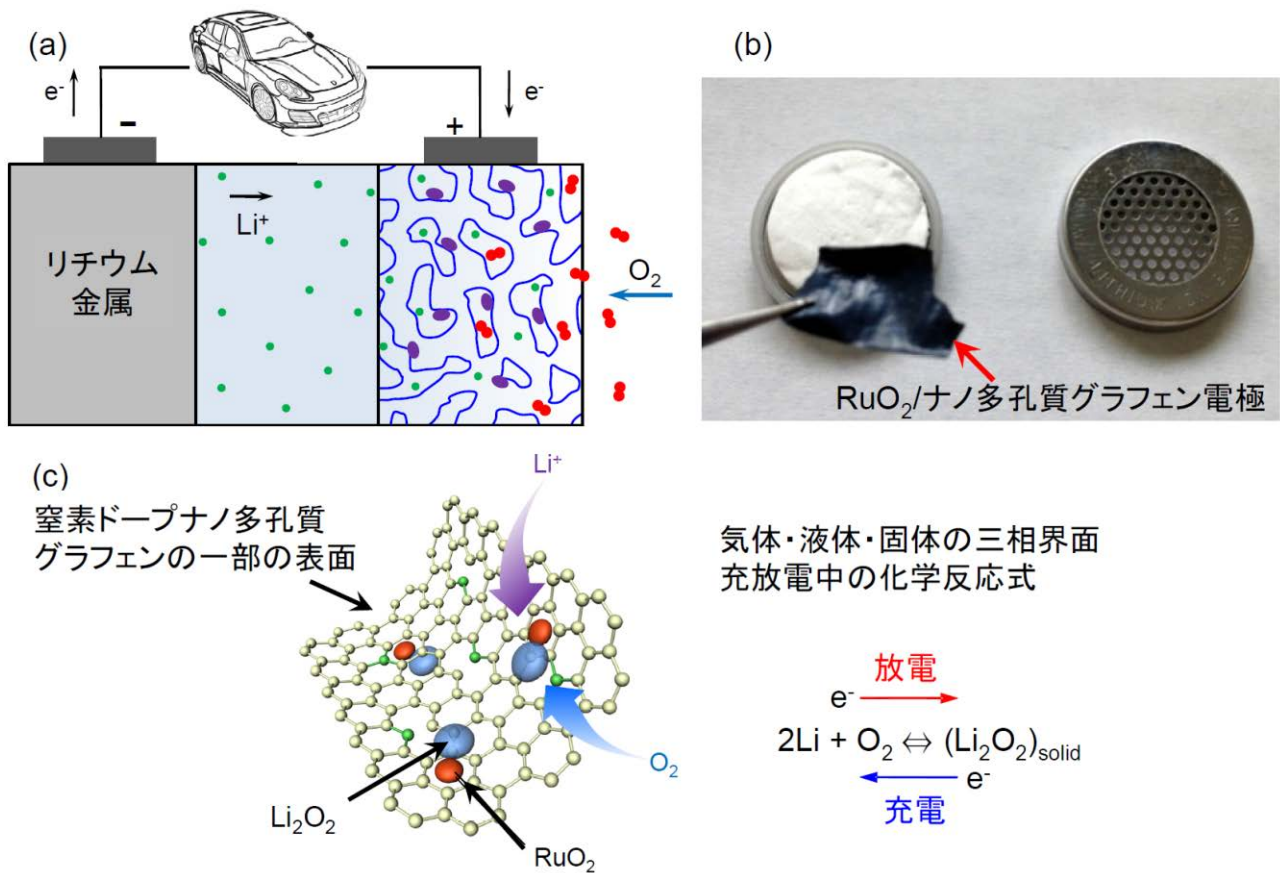 (a)
e⁻
e⁻
-
+
Li⁺
リチウム
金属
O₂
(b)
RuO₂/ナノ多孔質グラフェン電極
(c)
窒素ドープナノ多孔質
グラフェンの一部の表面
Li⁺
O₂
Li₂O₂
RuO₂
気体・液体・固体の三相界面
充放電中の化学反応式
放電
e⁻
2Li + O₂ ⇔ (Li₂O₂)solid
e⁻
充電